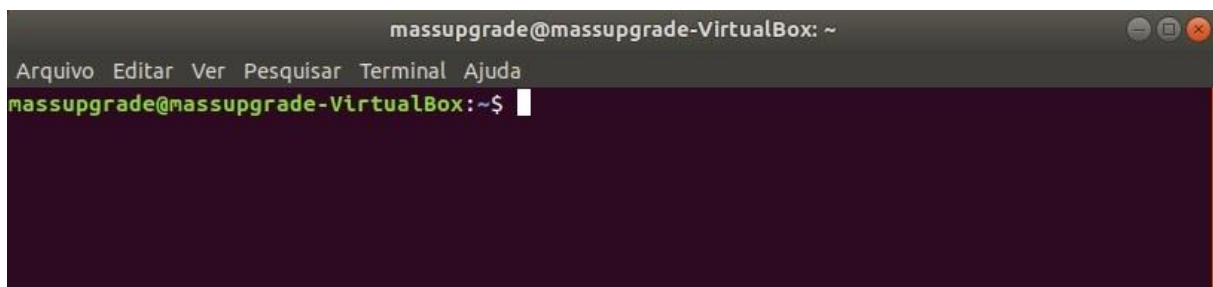 massupgrade@massupgrade-VirtualBox: ~
Arquivo Editar Ver Pesquisar Terminal Ajuda
massupgrade@massupgrade-VirtualBox:~$